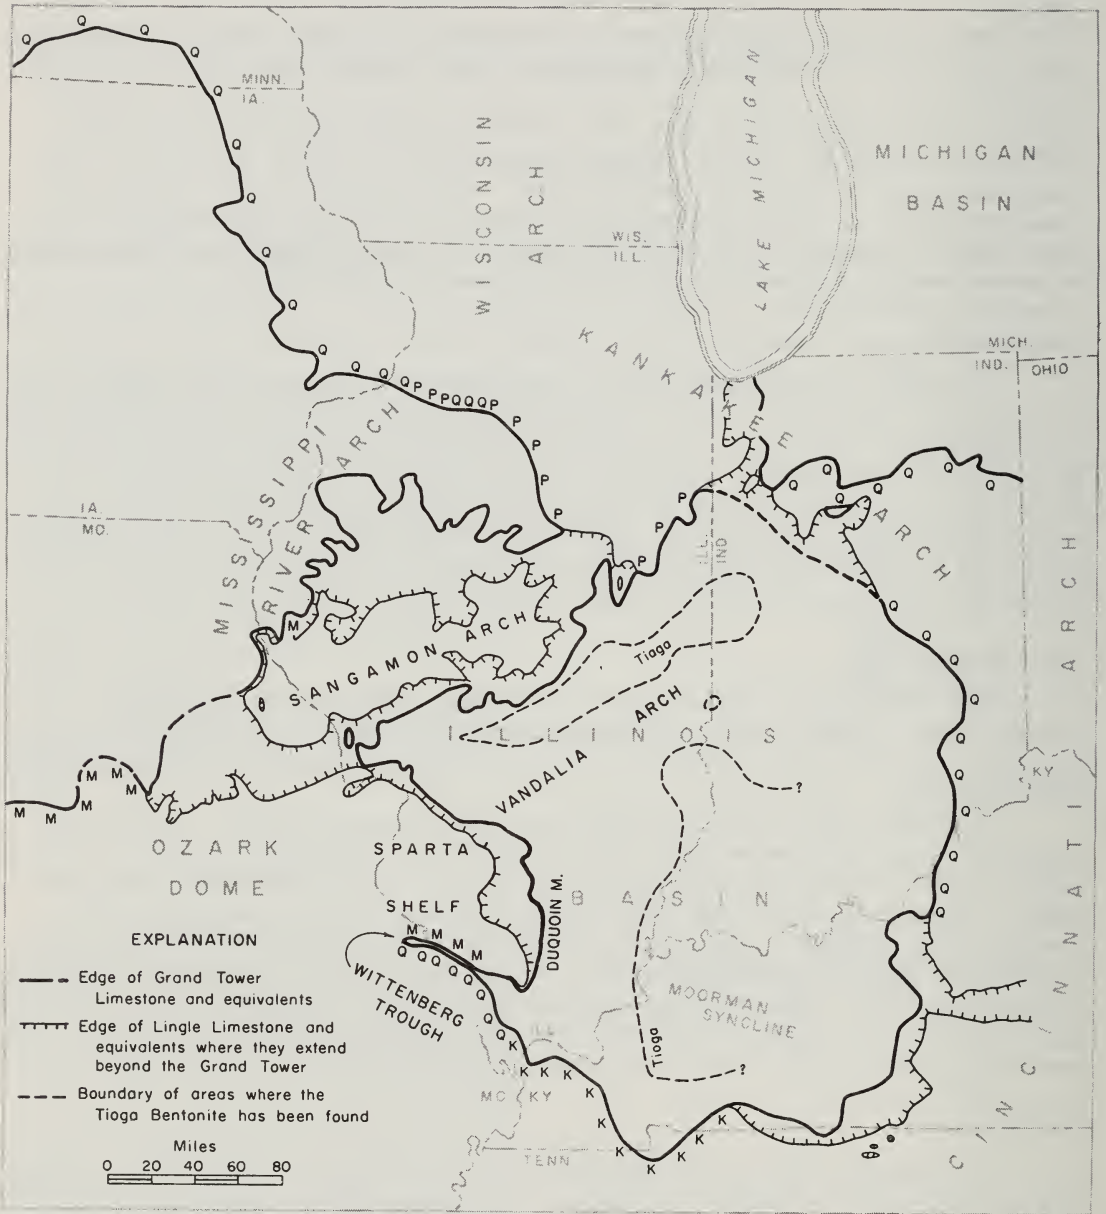 Q Q Q Q
MINN.
IA.
Q
Q
Q
Q
Q
Q
Q Q Q P P P Q Q Q Q P
P
P
P
P
P
P
P
WISCONSIN
ARCH
WIS.
ILL.
LAKE MICHIGAN
MICHIGAN
BASIN
MICH.
IND. OHIO
KANKAKEE
ARCH
Q Q Q Q Q Q Q
MISSISSIPPI
RIVER ARCH
IA.
MO.
ILL.
IND
M
SANGAMON ARCH
Tioga
VANDALIA ARCH
ILLINOIS
BASIN
?
Q
Q
Q
Q
Q
Q
Q
Q
Q
Q
KY
CINCINNATI ARCH
M M
M M
M M
OZARK
DOME
SPARTA
SHELF
DUQUOIN M.
M M M M
Q Q Q Q Q
Q
Q
Q
Q
WITTENBERG
TROUGH
MOORMAN
SYNCLINE
Tioga
?
ILL
MO KY
TENN
K
K K K
K
K
K
K
K
K
K
K
EXPLANATION
Edge of Grand Tower
Limestone and equivalents
Edge of Lingle Limestone and
equivalents where they extend
beyond the Grand Tower
Boundary of areas where the
Tioga Bentonite has been found
Miles
0 20 40 60 80